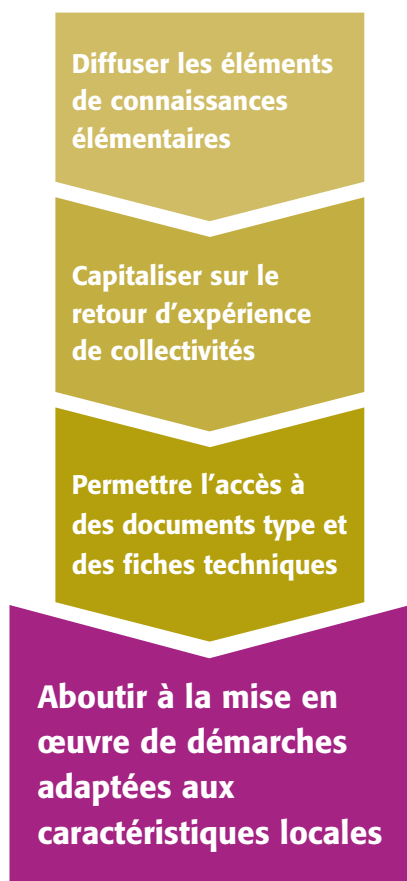 Diffuser les éléments
de connaissances
élémentaires
Capitaliser sur le
retour d’expérience
de collectivités
Permettre l’accès à
des documents type et
des fiches techniques
Aboutir à la mise en
œuvre de démarches
adaptées aux
caractéristiques locales